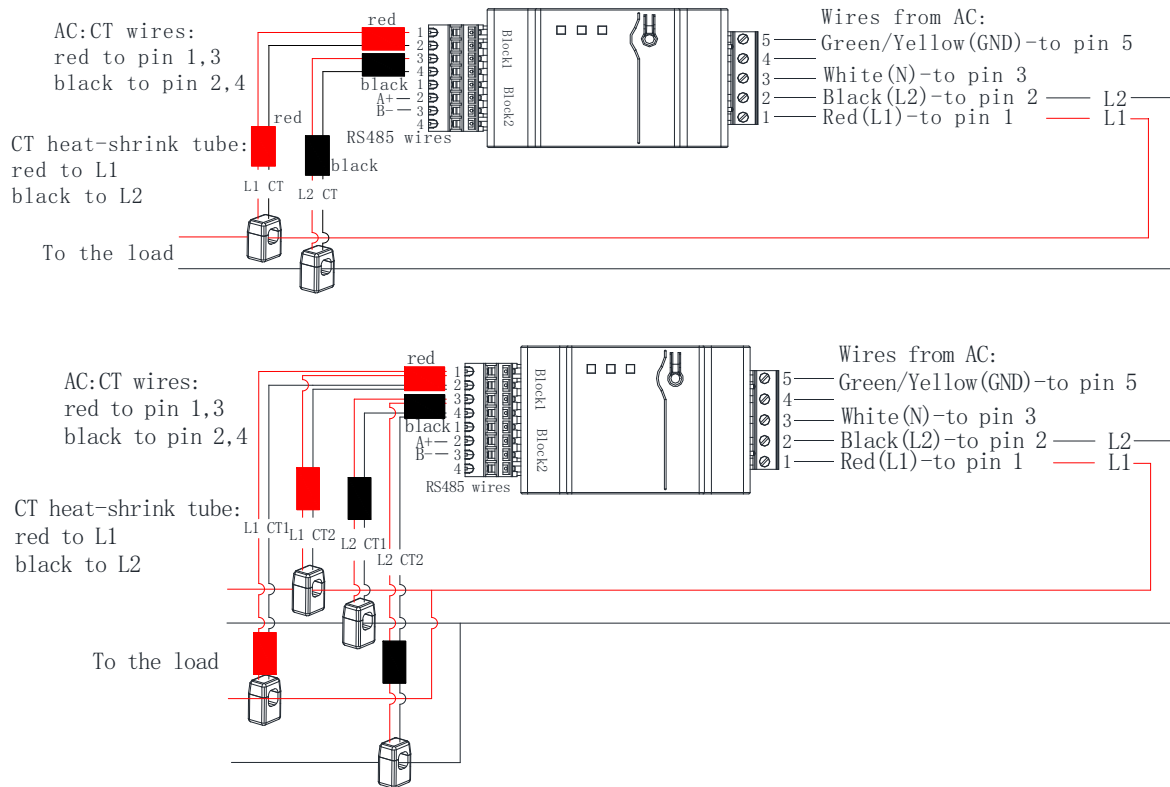 AC:CT wires:
red to pin 1,3
black to pin 2,4
red
1
2
3
4
black
1
A+ 2
B- 3
4
RS485 wires
Block1
Block2
CT heat-shrink tube:
red to L1
black to L2
red
black
L1 CT
L2 CT
To the load
Wires from AC:
5 Green/Yellow(GND)-to pin 5
4
3 White(N)-to pin 3
2 Black(L2)-to pin 2 L2
1 Red(L1)-to pin 1 L1
AC:CT wires:
red to pin 1,3
black to pin 2,4
red
1
2
3
4
black
1
A+ 2
B- 3
4
RS485 wires
Block1
Block2
CT heat-shrink tube:
red to L1
black to L2
L1 CT1
L1 CT2
L2 CT1
L2 CT2
To the load
Wires from AC:
5 Green/Yellow(GND)-to pin 5
4
3 White(N)-to pin 3
2 Black(L2)-to pin 2 L2
1 Red(L1)-to pin 1 L1